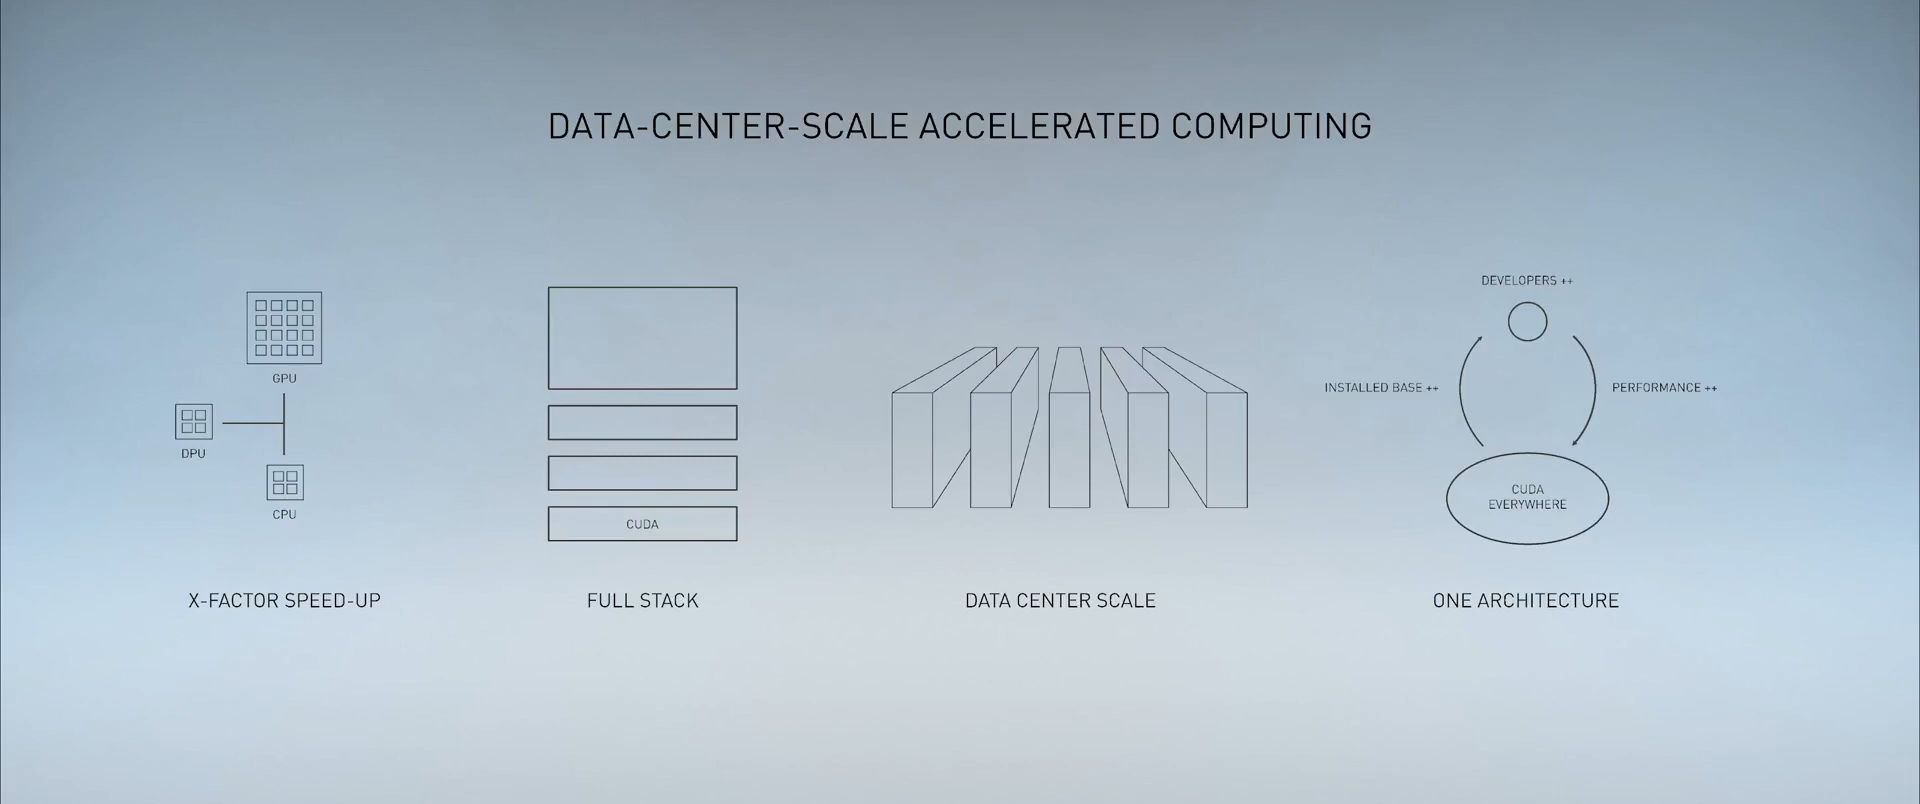 DATA-CENTER-SCALE ACCELERATED COMPUTING
GPU
DPU
CPU
X-FACTOR SPEED-UP
CUDA
FULL STACK
DATA CENTER SCALE
DEVELOPERS ++
INSTALLED BASE ++
PERFORMANCE ++
CUDA
EVERYWHERE
ONE ARCHITECTURE